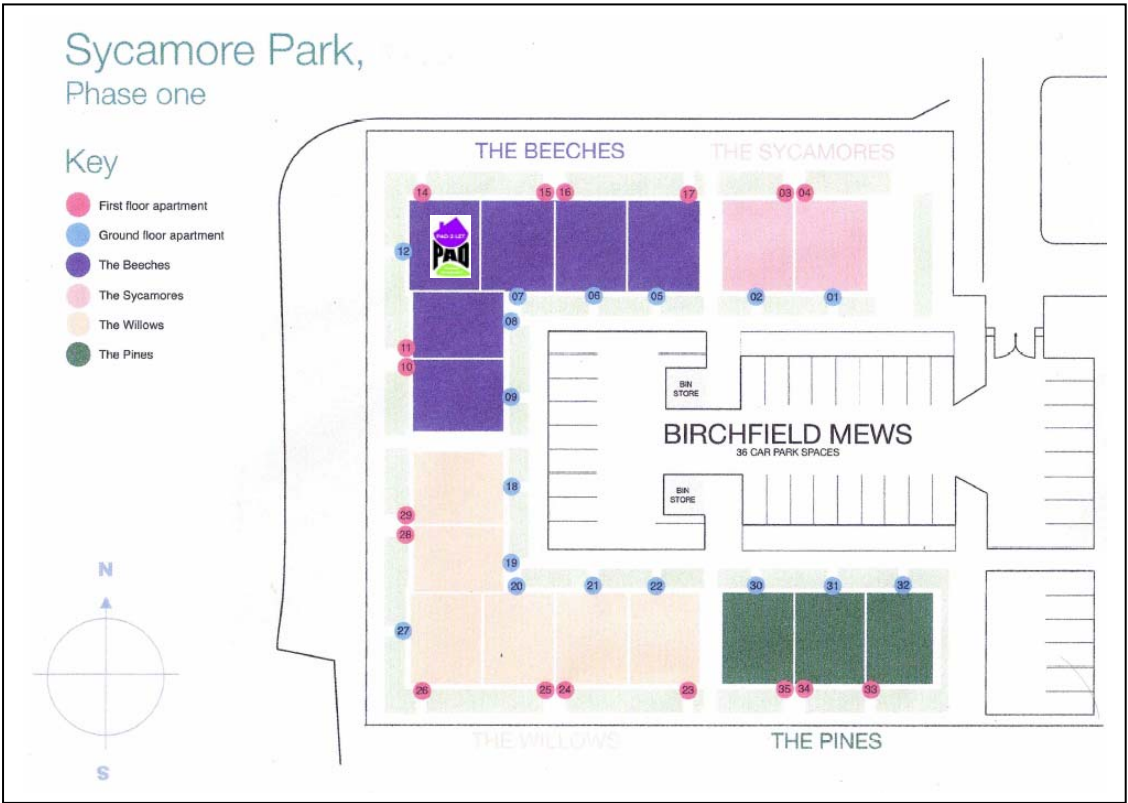 Sycamore Park,
Phase one
Key
First floor apartment
Ground floor apartment
The Beeches
The Sycamores
The Willows
The Pines
THE BEECHES
THE SYCAMORES
14
15
16
17
03
04
PAD-2-LET
PAD
12
07
06
05
02
01
08
11
10
09
BIN
STORE
BIRCHFIELD MEWS
36 CAR PARK SPACES
BIN
STORE
18
29
28
19
20
21
22
30
31
32
27
26
25
24
23
35
34
33
THE WILLOWS
THE PINES
N
S